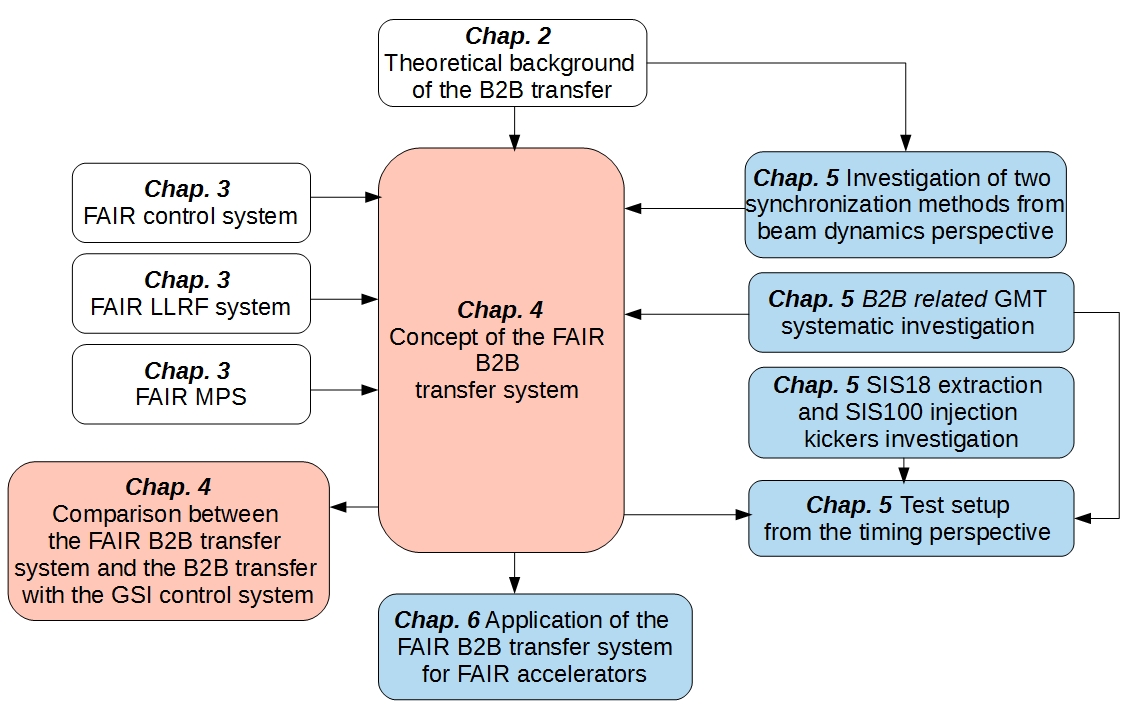 Chap. 2
Theoretical background
of the B2B transfer
Chap. 3
FAIR control system
Chap. 3
FAIR LLRF system
Chap. 3
FAIR MPS
Chap. 4
Concept of the FAIR
B2B
transfer system
Chap. 4
Comparison between
the FAIR B2B transfer
system and the B2B transfer
with the GSI control system
Chap. 5 Investigation of two
synchronization methods from
beam dynamics perspective
Chap. 5 B2B related GMT
systematic investigation
Chap. 5 SIS18 extraction
and SIS100 injection
kickers investigation
Chap. 5 Test setup
from the timing perspective
Chap. 6 Application of the
FAIR B2B transfer system
for FAIR accelerators